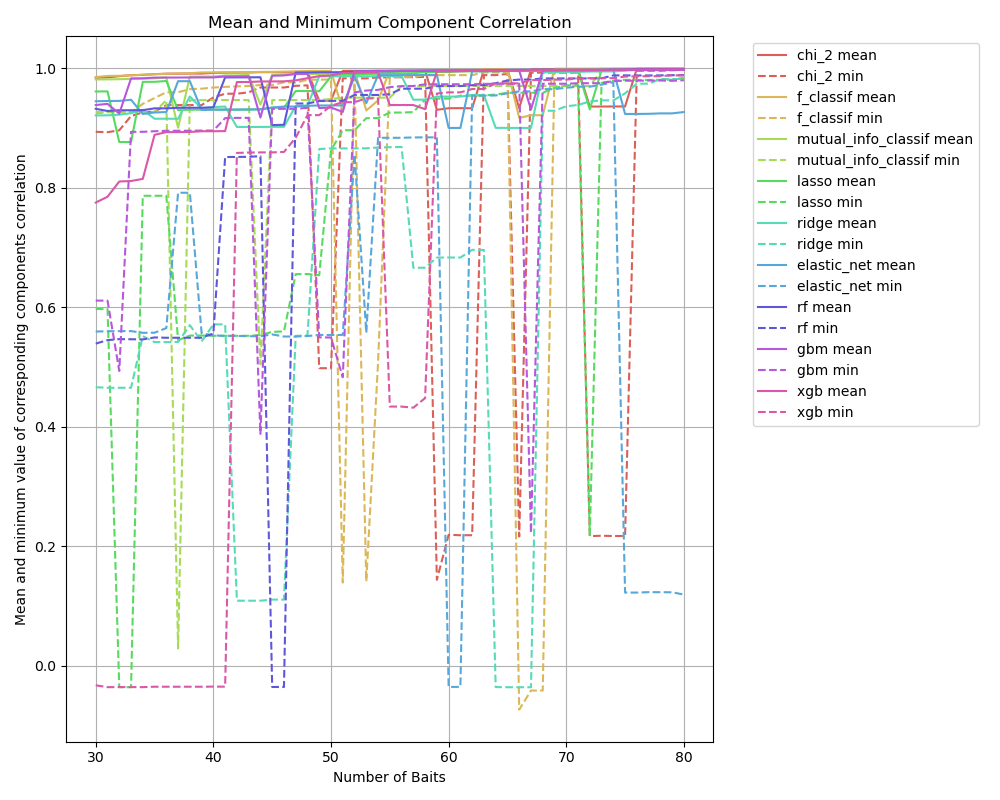 Mean and Minimum Component Correlation
Mean and minimum value of corresponding components correlation
1.0
0.8
0.6
0.4
0.2
0.0
30 40 50 60 70 80
Number of Baits
chi_2 mean
chi_2 min
f_classif mean
f_classif min
mutual_info_classif mean
mutual_info_classif min
lasso mean
lasso min
ridge mean
ridge min
elastic_net mean
elastic_net min
rf mean
rf min
gbm mean
gbm min
xgb mean
xgb min